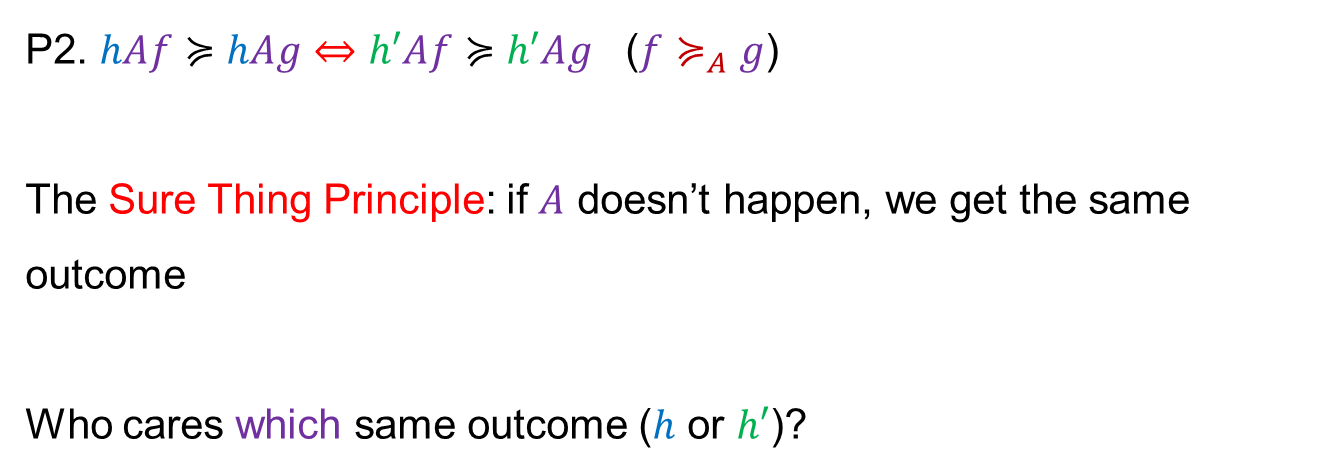 P2. hAf ≽ hAg ⇔ h′Af ≽ h′Ag (f ≽_A g)
The Sure Thing Principle: if A doesn’t happen, we get the same
outcome
Who cares which same outcome (h or h′)?